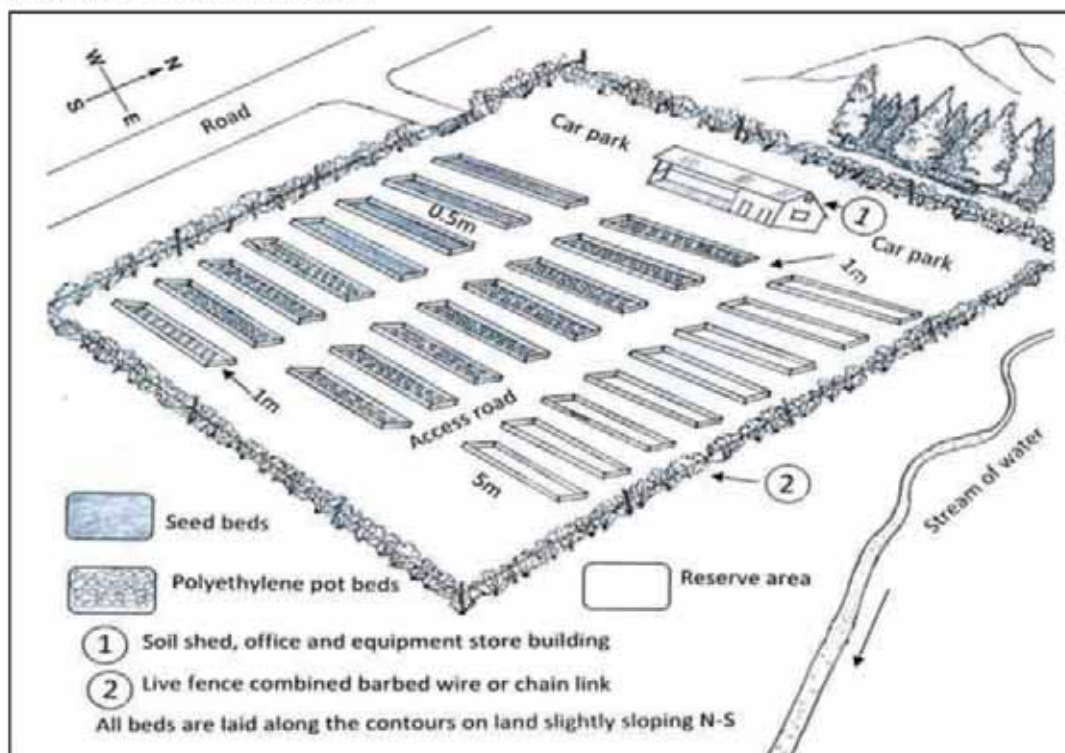 W
N
S
E
Road
Car park
0.5m
1
Car park
1m
1m
Access road
5m
2
Stream of water
Seed beds
Polyethylene pot beds
Reserve area
1 Soil shed, office and equipment store building
2 Live fence combined barbed wire or chain link
All beds are laid along the contours on land slightly sloping N-S